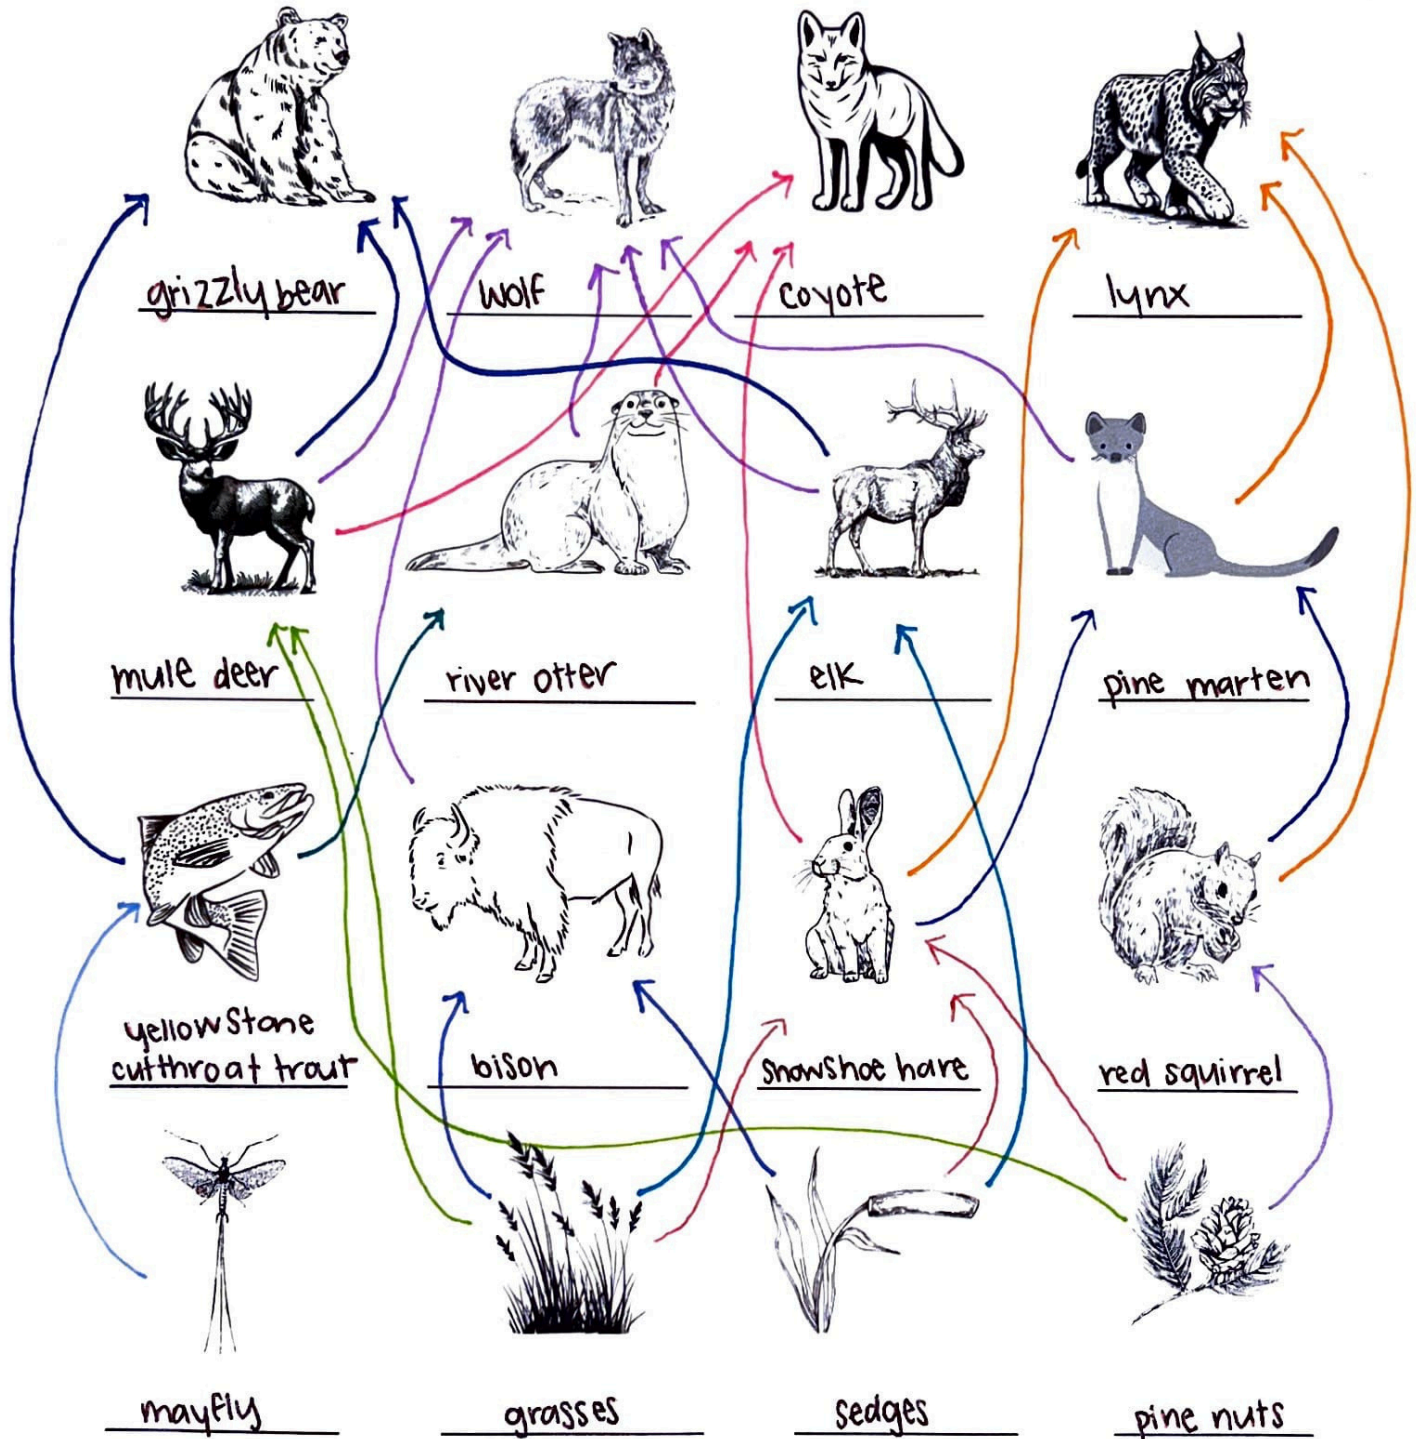 grizzly bear
wolf
coyote
lynx
mule deer
river otter
elk
pine marten
yellowstone
cutthroat trout
bison
snowshoe hare
red squirrel
mayfly
grasses
sedges
pine nuts